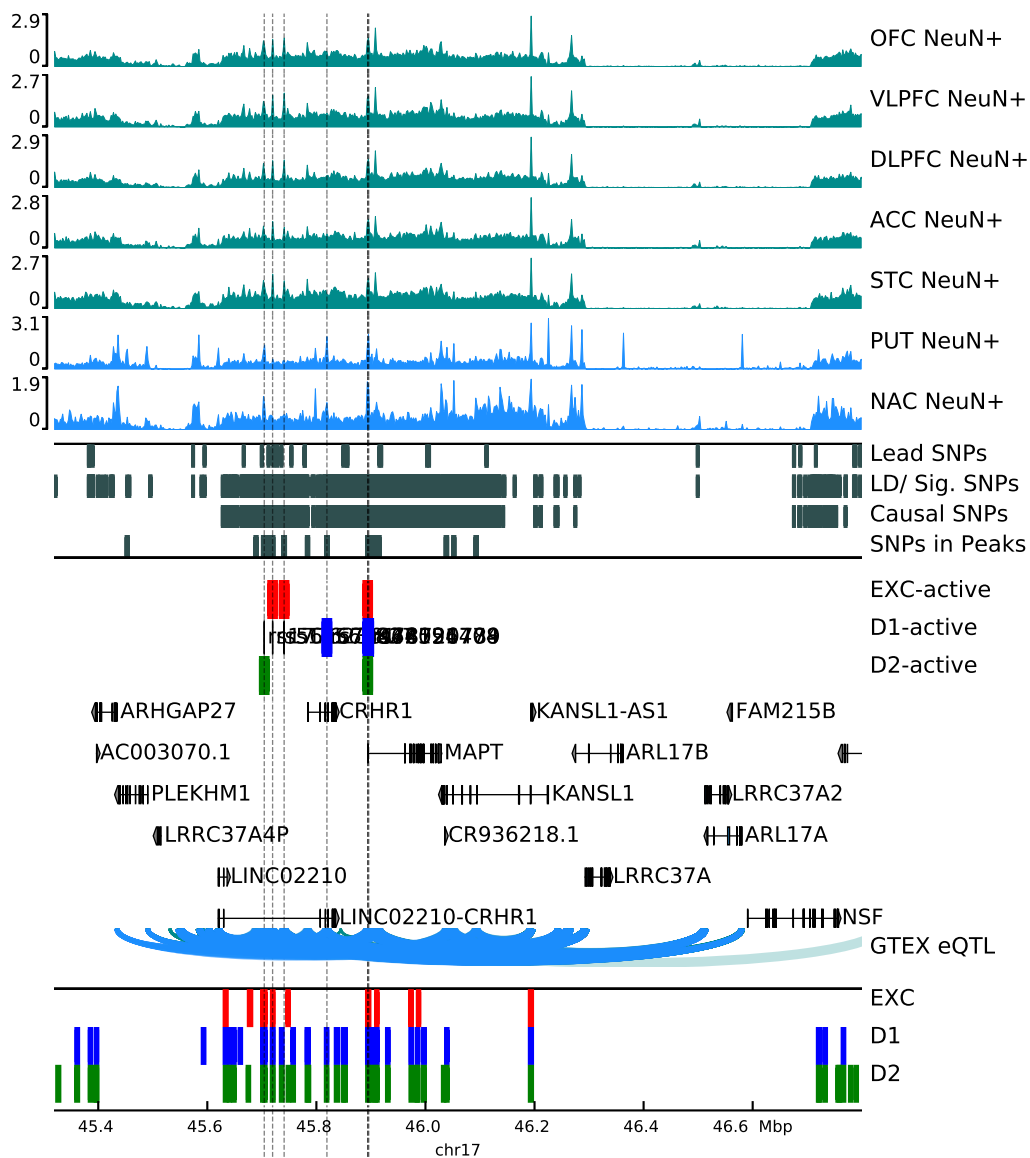 2.9
0
OFC NeuN+
2.7
0
VLPFC NeuN+
2.9
0
DLPFC NeuN+
2.8
0
ACC NeuN+
2.7
0
STC NeuN+
3.1
0
PUT NeuN+
1.9
0
NAC NeuN+
Lead SNPs
LD/ Sig. SNPs
Causal SNPs
SNPs in Peaks
EXC-active
D1-active
D2-active
ARHGAP27 CRHR1 KANSL1-AS1 FAM215B
AC003070.1 MAPT ARL17B
PLEKHM1 KANSL1 LRRC37A2
LRRC37A4P CR936218.1 ARL17A
LINC02210 LRRC37A
LINC02210-CRHR1 NSF
GTEX eQTL
EXC
D1
D2
45.4 45.6 45.8 46.0 46.2 46.4 46.6 Mbp
chr17